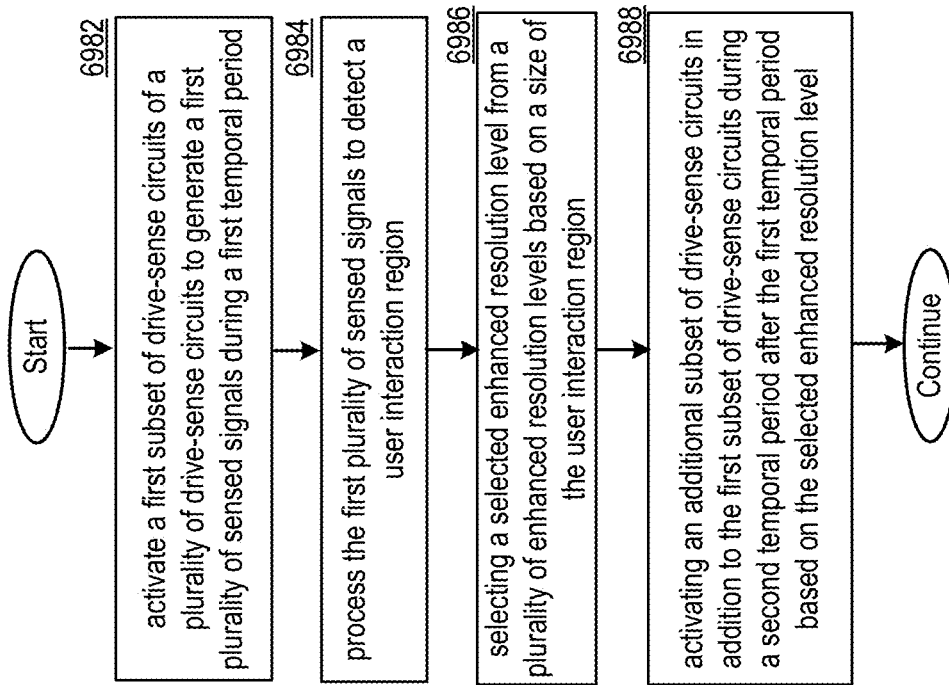 Start
6982
activate a first subset of drive-sense circuits of a
plurality of drive-sense circuits to generate a first
plurality of sensed signals during a first temporal period
6984
process the first plurality of sensed signals to detect a
user interaction region
6986
selecting a selected enhanced resolution level from a
plurality of enhanced resolution levels based on a size of
the user interaction region
6988
activating an additional subset of drive-sense circuits in
addition to the first subset of drive-sense circuits during
a second temporal period after the first temporal period
based on the selected enhanced resolution level
Continue